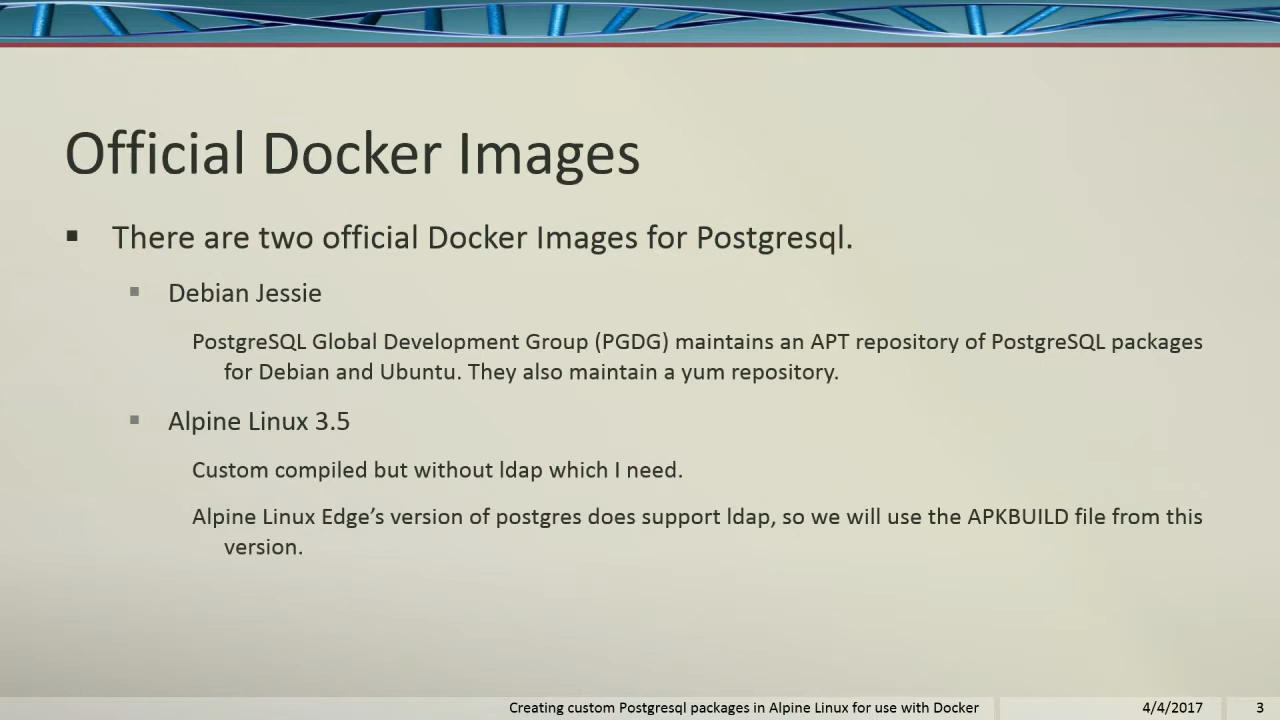 Official Docker Images
There are two official Docker Images for Postgresql.
Debian Jessie
PostgreSQL Global Development Group (PGDG) maintains an APT repository of PostgreSQL packages
for Debian and Ubuntu. They also maintain a yum repository.
Alpine Linux 3.5
Custom compiled but without ldap which I need.
Alpine Linux Edge’s version of postgres does support ldap, so we will use the APKBUILD file from this
version.
Creating custom Postgresql packages in Alpine Linux for use with Docker 4/4/2017 3